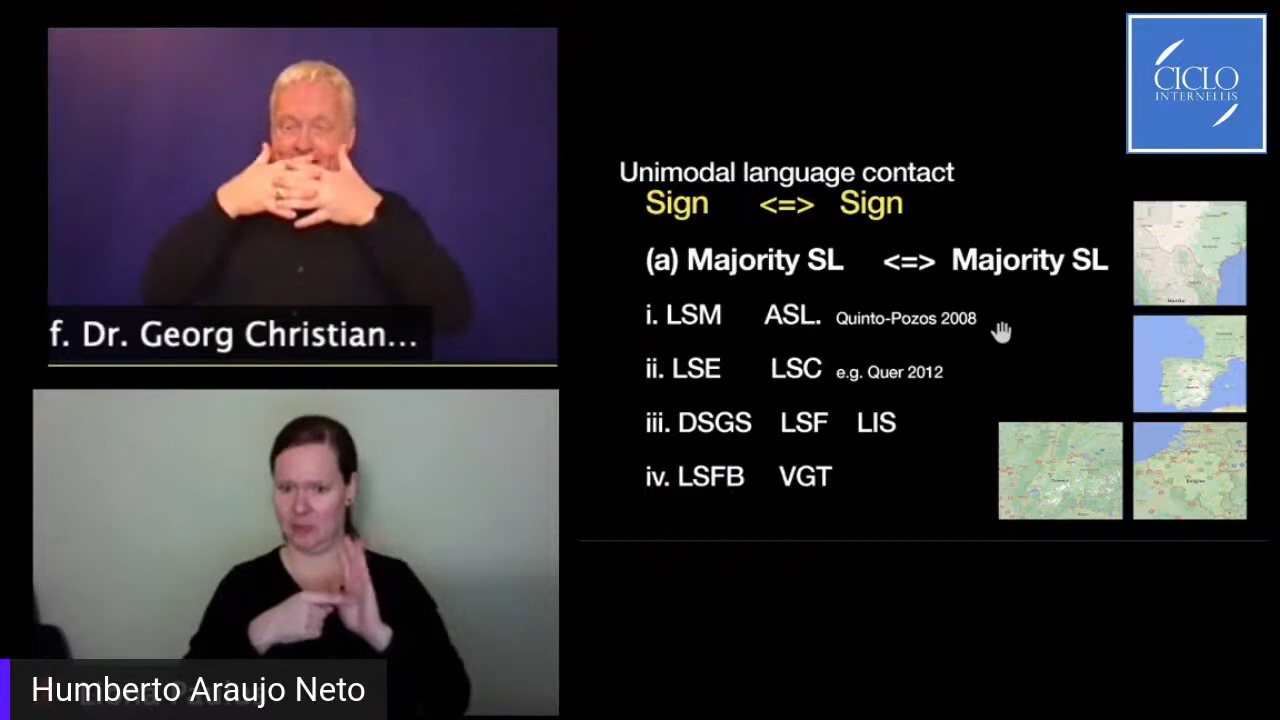 CICLO
INTERNELLIS
f. Dr. Georg Christian...
Unimodal language contact
Sign <=> Sign
(a) Majority SL <=> Majority SL
i. LSM ASL. Quinto-Pozos 2008
ii. LSE LSC e.g. Quer 2012
iii. DSGS LSF LIS
iv. LSFB VGT
Humberto Araujo Neto